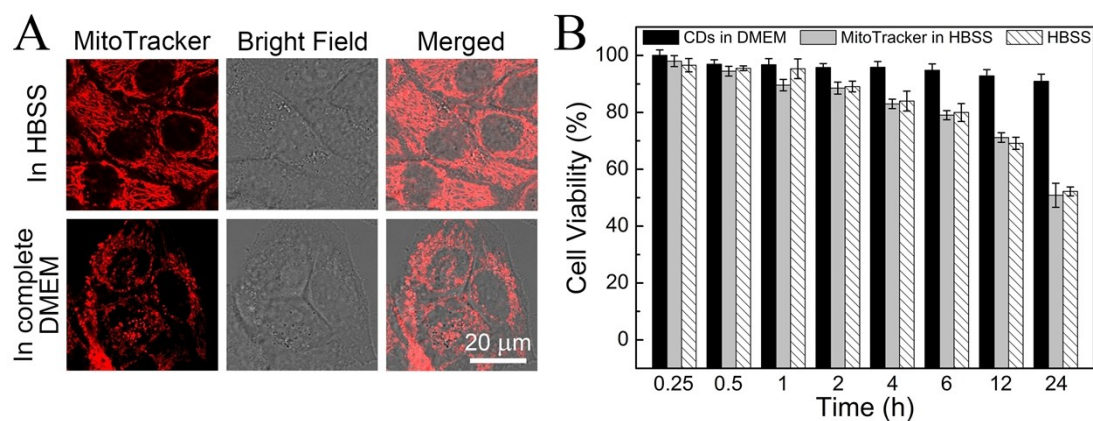 A
MitoTracker
Bright Field
Merged
In HBSS
In complete
DMEM
20 μm
B
CDs in DMEM
MitoTracker in HBSS
HBSS
Cell Viability (%)
100
80
60
40
20
0
0.25 0.5 1 2 4 6 12 24
Time (h)